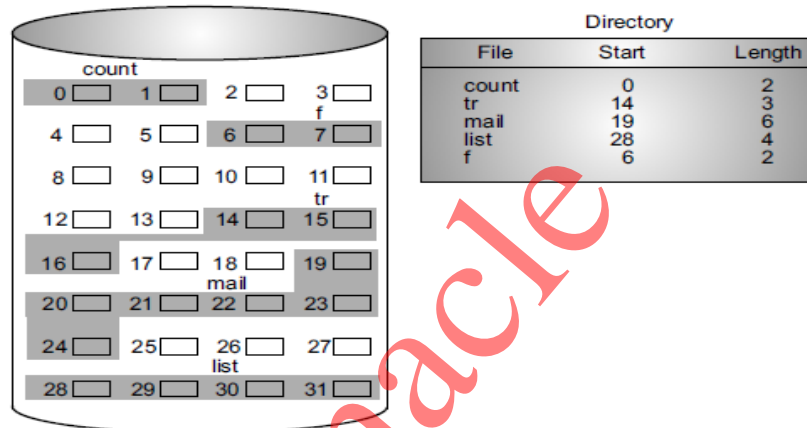 Directory
File Start Length
count 0 2
tr 14 3
mail 19 6
list 28 4
f 6 2
count
0 1 2 3
f
4 5 6 7
8 9 10 11
tr
12 13 14 15
16 17 18 19
mail
20 21 22 23
24 25 26 27
list
28 29 30 31